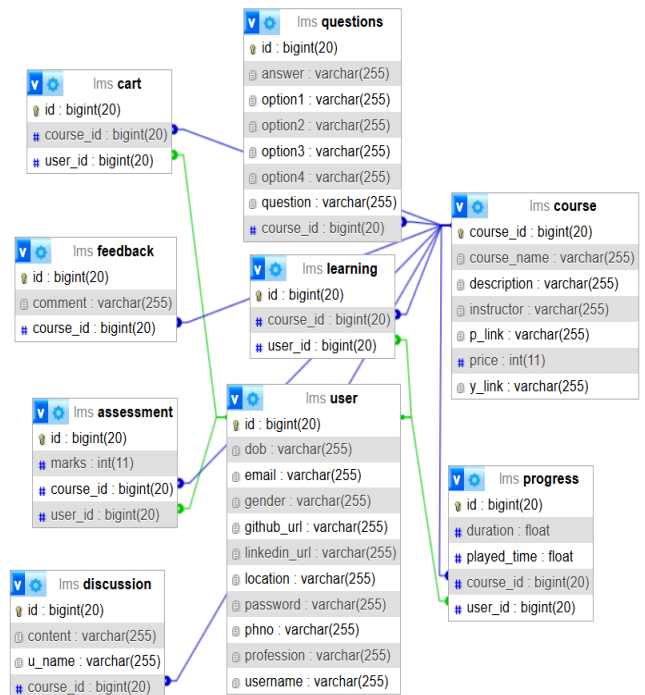 v lms questions
id : bigint(20)
answer : varchar(255)
option1 : varchar(255)
option2 : varchar(255)
option3 : varchar(255)
option4 : varchar(255)
question : varchar(255)
# course_id : bigint(20)
v lms cart
id : bigint(20)
# course_id : bigint(20)
# user_id : bigint(20)
v lms course
course_id : bigint(20)
course_name : varchar(255)
description : varchar(255)
instructor : varchar(255)
p_link : varchar(255)
# price : int(11)
y_link : varchar(255)
v lms feedback
id : bigint(20)
comment : varchar(255)
# course_id : bigint(20)
v lms learning
id : bigint(20)
# course_id : bigint(20)
# user_id : bigint(20)
v lms assessment
id : bigint(20)
# marks : int(11)
# course_id : bigint(20)
# user_id : bigint(20)
v lms user
id : bigint(20)
dob : varchar(255)
email : varchar(255)
gender : varchar(255)
github_url : varchar(255)
linkedin_url : varchar(255)
location : varchar(255)
password : varchar(255)
phno : varchar(255)
profession : varchar(255)
username : varchar(255)
v lms progress
id : bigint(20)
# duration : float
# played_time : float
# course_id : bigint(20)
# user_id : bigint(20)
v lms discussion
id : bigint(20)
content : varchar(255)
u_name : varchar(255)
# course_id : bigint(20)